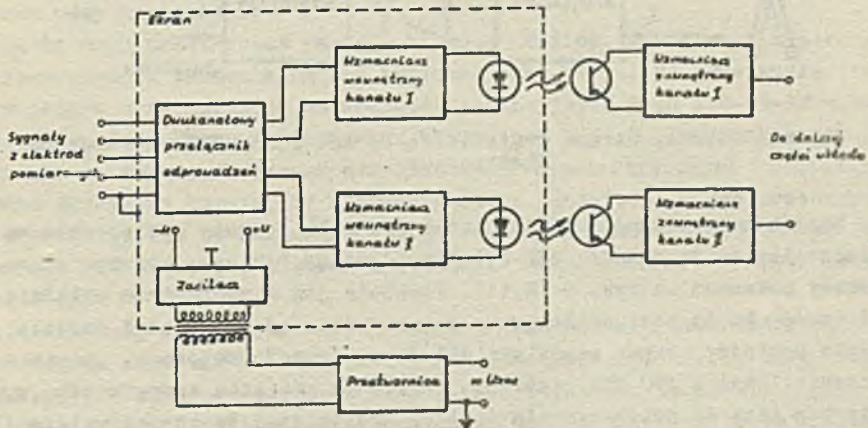 Ekran
Sygnały
z elektrod
Dwukanałowy
przełącznik
odprowadzeń
Wzmacniacz
wewnętrzny
kanału I
Wzmacniacz
zewnętrzny
kanału I
Wzmacniacz
wewnętrzny
kanału II
Wzmacniacz
zewnętrzny
kanału II
Do dalszej
części układu
-U
+U
Zasilacz
Przetwornica